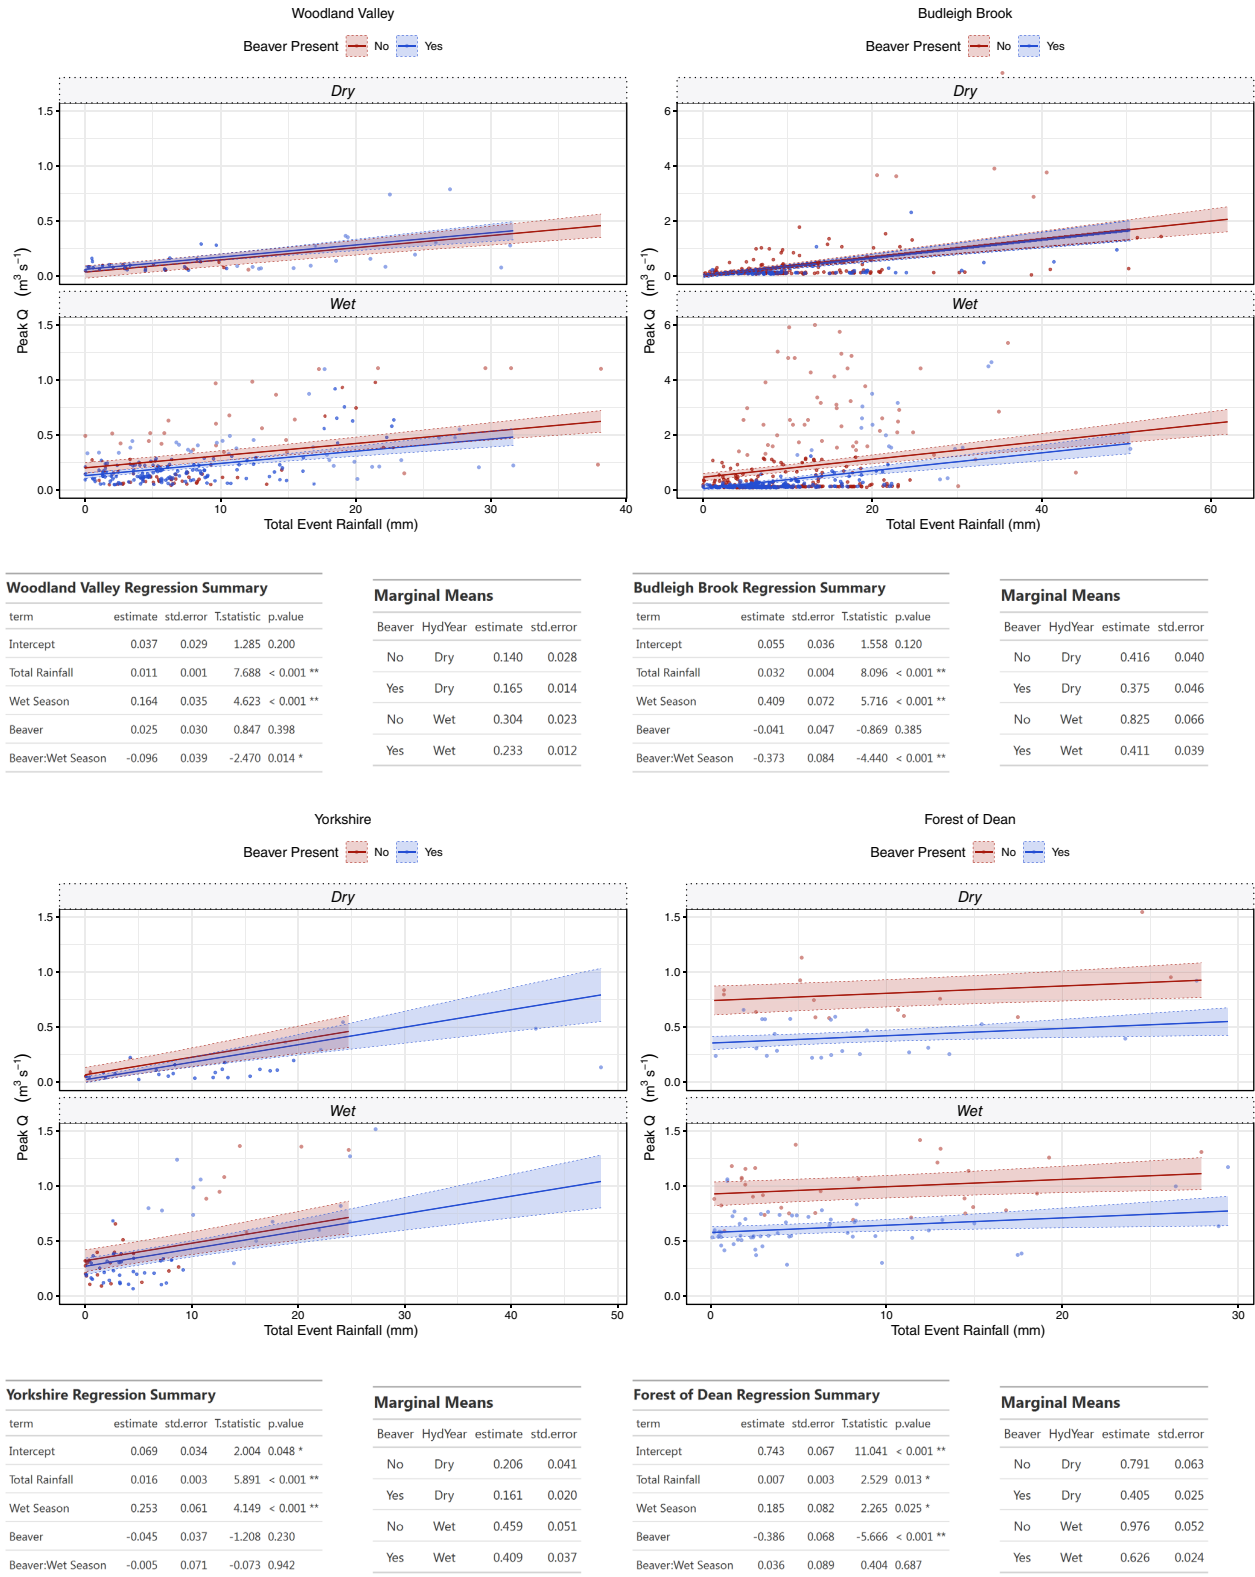 Woodland Valley
Beaver Present No Yes
Dry
1.5
1.0
0.5
0.0
Wet
1.5
1.0
0.5
0.0
Peak Q (m³ s⁻¹)
0 10 20 30 40
Total Event Rainfall (mm)
Budleigh Brook
Beaver Present No Yes
Dry
6
4
2
0
Wet
6
4
2
0
Peak Q (m³ s⁻¹)
0 20 40 60
Total Event Rainfall (mm)
Woodland Valley Regression Summary
term estimate std.error T.statistic p.value
Intercept 0.037 0.029 1.285 0.200
Total Rainfall 0.011 0.001 7.688 < 0.001 **
Wet Season 0.164 0.035 4.623 < 0.001 **
Beaver 0.025 0.030 0.847 0.398
Beaver:Wet Season -0.096 0.039 -2.470 0.014 *
Marginal Means
Beaver HydYear estimate std.error
No Dry 0.140 0.028
Yes Dry 0.165 0.014
No Wet 0.304 0.023
Yes Wet 0.233 0.012
Budleigh Brook Regression Summary
term estimate std.error T.statistic p.value
Intercept 0.055 0.036 1.558 0.120
Total Rainfall 0.032 0.004 8.096 < 0.001 **
Wet Season 0.409 0.072 5.716 < 0.001 **
Beaver -0.041 0.047 -0.869 0.385
Beaver:Wet Season -0.373 0.084 -4.440 < 0.001 **
Marginal Means
Beaver HydYear estimate std.error
No Dry 0.416 0.040
Yes Dry 0.375 0.046
No Wet 0.825 0.066
Yes Wet 0.411 0.039
Yorkshire
Beaver Present No Yes
Dry
1.5
1.0
0.5
0.0
Wet
1.5
1.0
0.5
0.0
Peak Q (m³ s⁻¹)
0 10 20 30 40 50
Total Event Rainfall (mm)
Forest of Dean
Beaver Present No Yes
Dry
1.5
1.0
0.5
0.0
Wet
1.5
1.0
0.5
0.0
Peak Q (m³ s⁻¹)
0 10 20 30
Total Event Rainfall (mm)
Yorkshire Regression Summary
term estimate std.error T.statistic p.value
Intercept 0.069 0.034 2.004 0.048 *
Total Rainfall 0.016 0.003 5.891 < 0.001 **
Wet Season 0.253 0.061 4.149 < 0.001 **
Beaver -0.045 0.037 -1.208 0.230
Beaver:Wet Season -0.005 0.071 -0.073 0.942
Marginal Means
Beaver HydYear estimate std.error
No Dry 0.206 0.041
Yes Dry 0.161 0.020
No Wet 0.459 0.051
Yes Wet 0.409 0.037
Forest of Dean Regression Summary
term estimate std.error T.statistic p.value
Intercept 0.743 0.067 11.041 < 0.001 **
Total Rainfall 0.007 0.003 2.529 0.013 *
Wet Season 0.185 0.082 2.265 0.025 *
Beaver -0.386 0.068 -5.666 < 0.001 **
Beaver:Wet Season 0.036 0.089 0.404 0.687
Marginal Means
Beaver HydYear estimate std.error
No Dry 0.791 0.063
Yes Dry 0.405 0.025
No Wet 0.976 0.052
Yes Wet 0.626 0.024